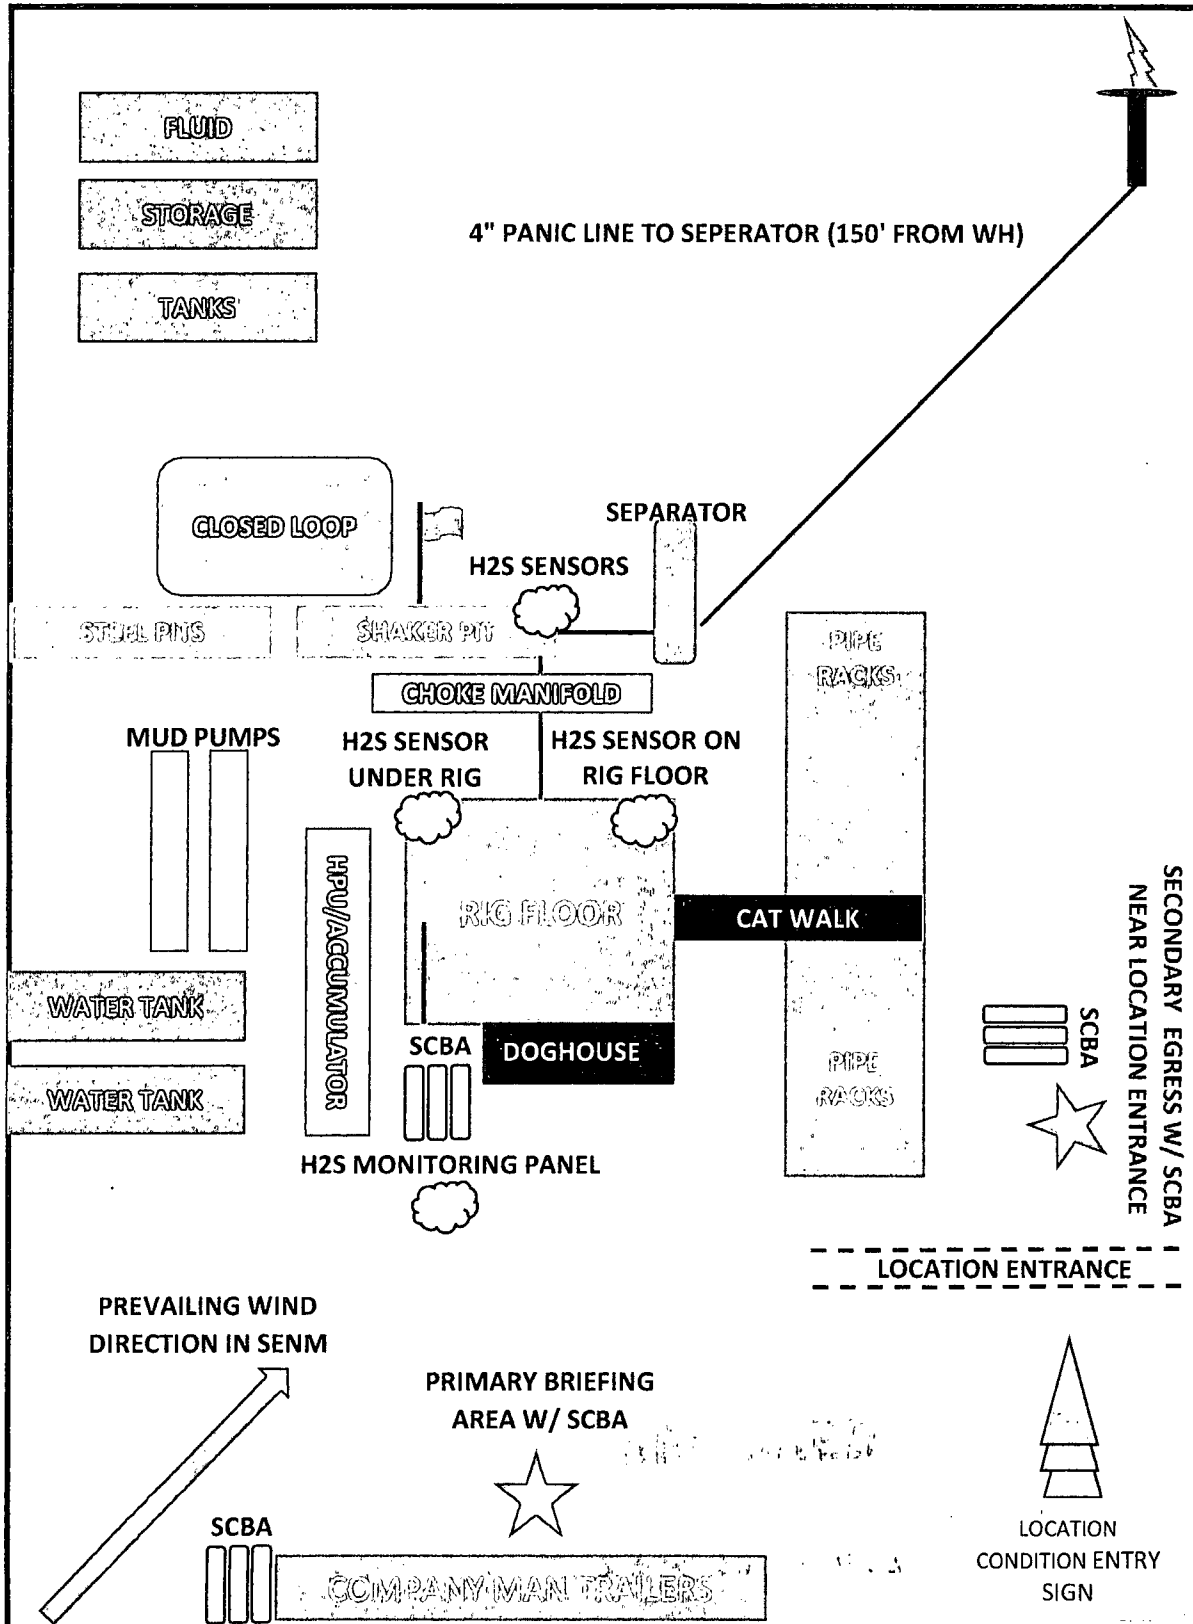 FLUID
STORAGE
TANKS
4" PANIC LINE TO SEPERATOR (150' FROM WH)
CLOSED LOOP
SEPARATOR
H2S SENSORS
STEEL PITS
SHAKER PIT
PIPE
RACKS
CHOKE MANIFOLD
MUD PUMPS
H2S SENSOR
UNDER RIG
H2S SENSOR ON
RIG FLOOR
HPU/ACCUMULATOR
RIG FLOOR
CAT WALK
SECONDARY EGRESS W/ SCBA
NEAR LOCATION ENTRANCE
WATER TANK
SCBA
DOGHOUSE
SCBA
PIPE
RACKS
WATER TANK
H2S MONITORING PANEL
LOCATION ENTRANCE
PREVAILING WIND
DIRECTION IN SENM
PRIMARY BRIEFING
AREA W/ SCBA
SCBA
COMPANY MAN TRAILERS
LOCATION
CONDITION ENTRY
SIGN